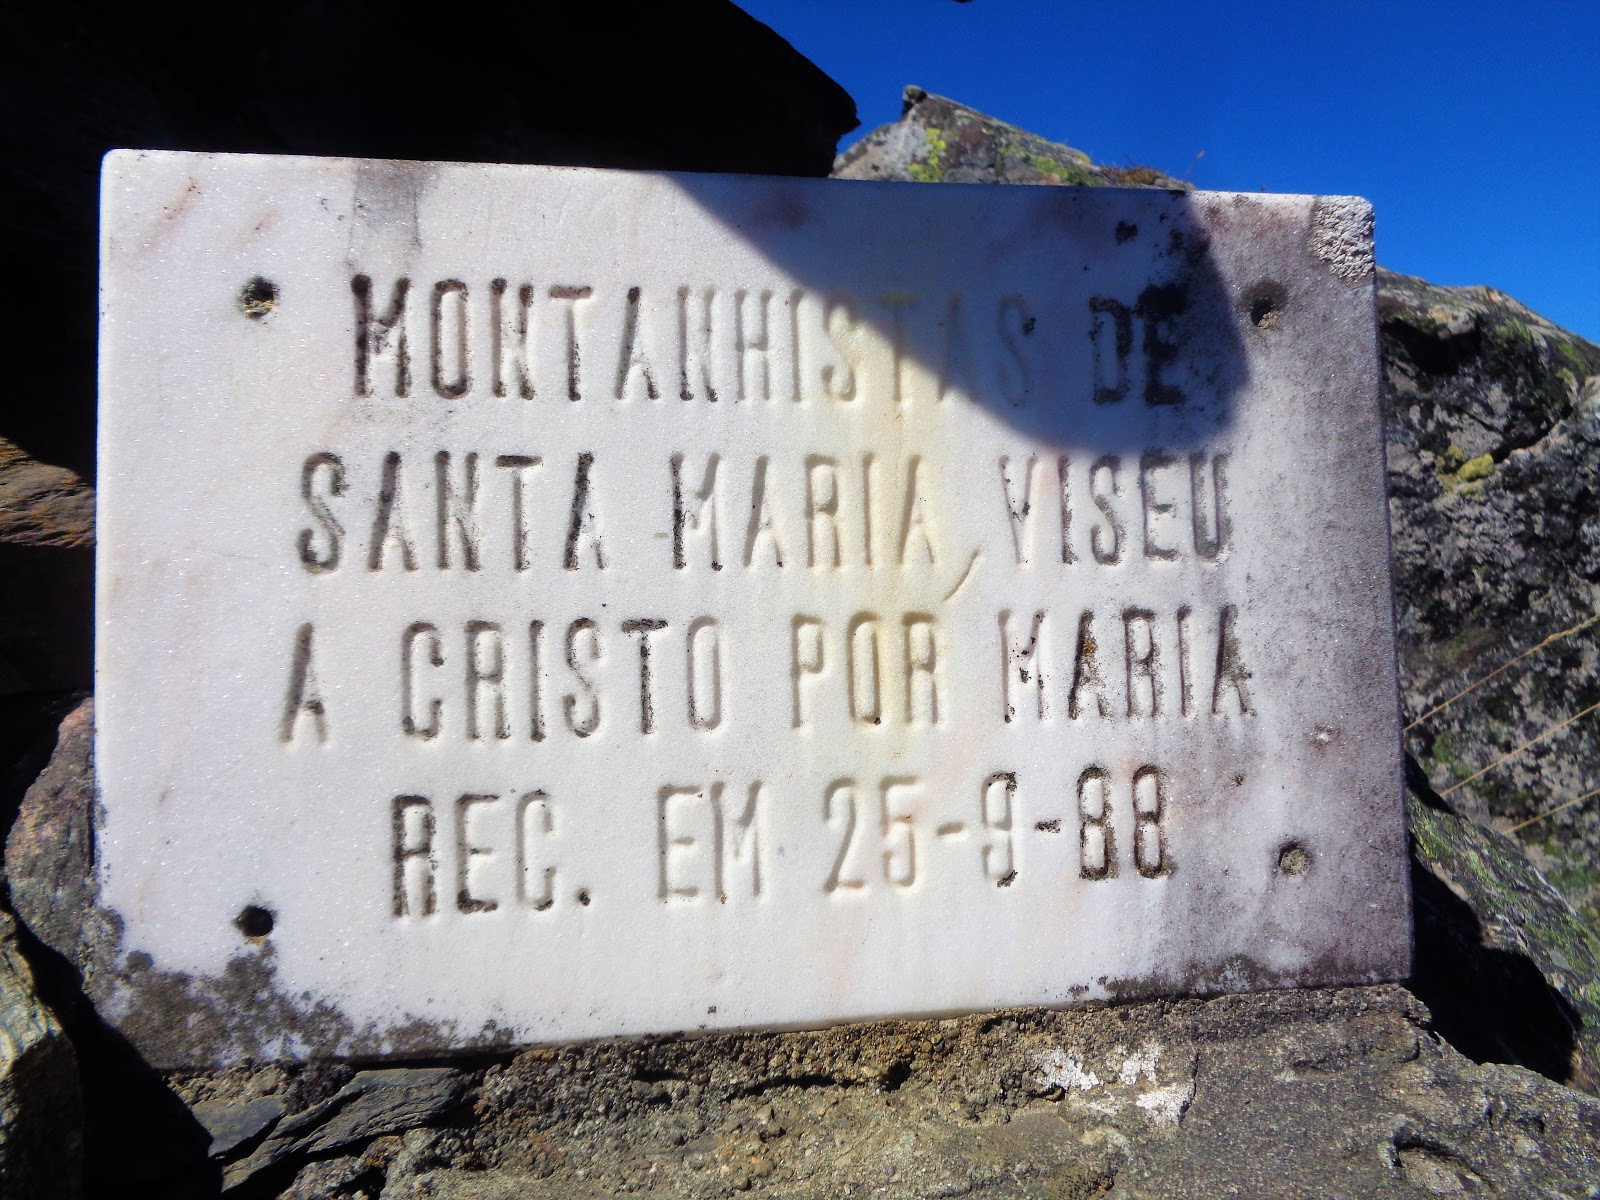 MONTANHISTAS DE
SANTA MARIA, VISEU
A CRISTO POR MARIA
REC. EM 25-9-88